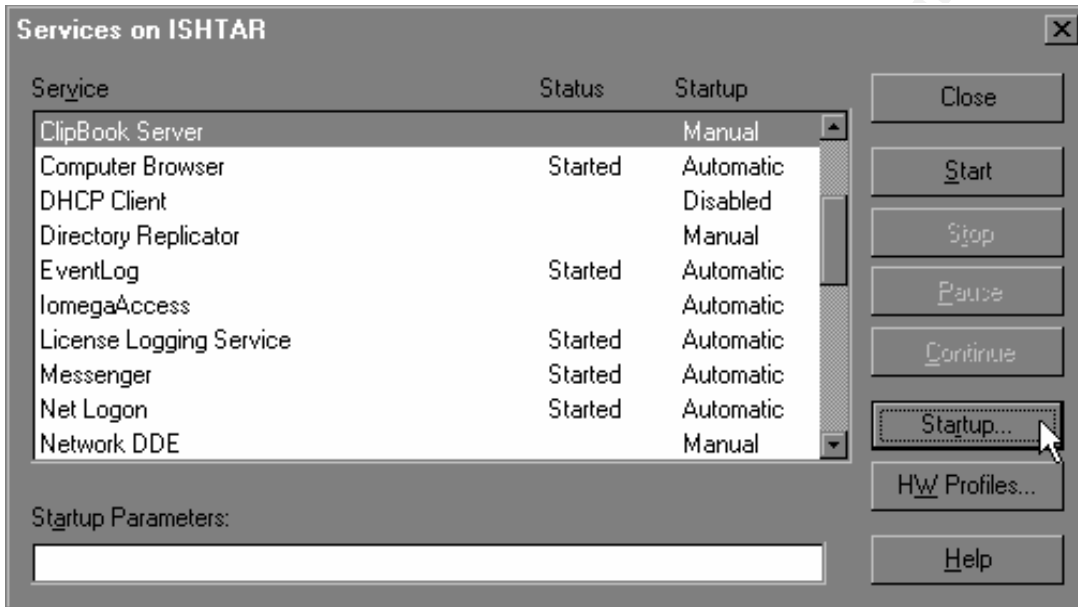 Services on ISHTAR
Service Status Startup
ClipBook Server Manual
Computer Browser Started Automatic
DHCP Client Disabled
Directory Replicator Manual
EventLog Started Automatic
IomegaAccess Automatic
License Logging Service Started Automatic
Messenger Started Automatic
Net Logon Started Automatic
Network DDE Manual
Startup Parameters:
Close
Start
Stop
Pause
Continue
Startup...
HW Profiles...
Help